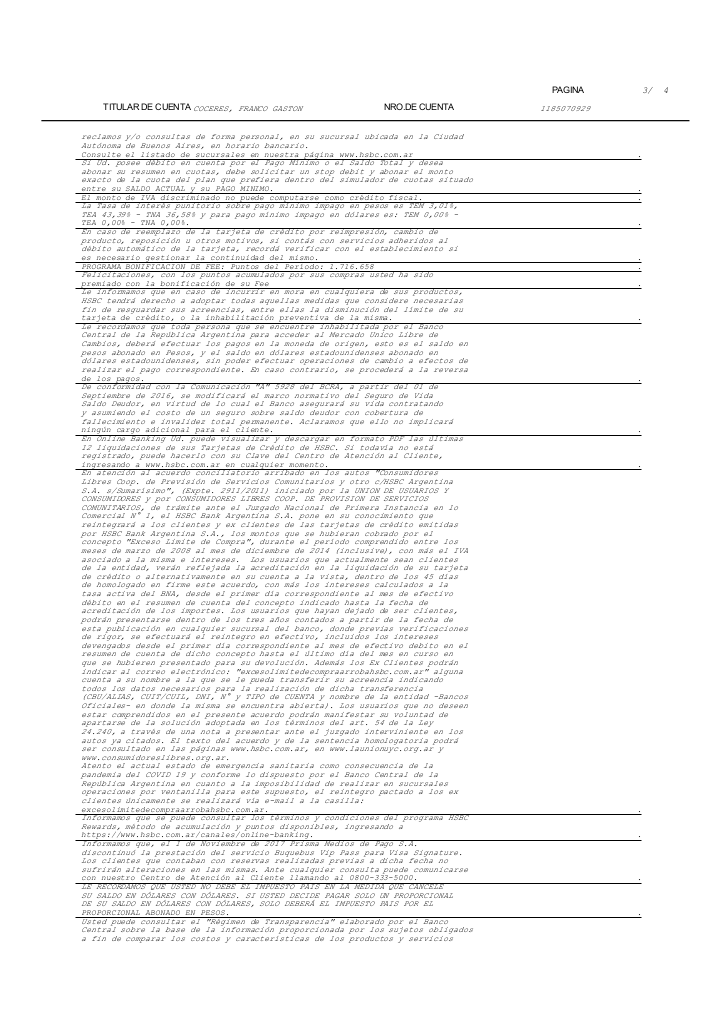 PAGINA 3/ 4
TITULAR DE CUENTA COCERES, FRANCO GASTON NRO.DE CUENTA 1185070929
reclamos y/o consultas de forma personal, en su sucursal ubicada en la Ciudad
Autónoma de Buenos Aires, en horario bancario.
Consulte el listado de sucursales en nuestra página www.hsbc.com.ar .
Si Ud. posee débito en cuenta por el Pago Mínimo o el Saldo Total y desea
abonar su resumen en cuotas, debe solicitar un stop debit y abonar el monto
exacto de la cuota del plan que prefiera dentro del simulador de cuotas situado
entre su SALDO ACTUAL y su PAGO MINIMO. .
El monto de IVA discriminado no puede computarse como crédito fiscal. .
La Tasa de interés punitorio sobre pago mínimo impago en pesos es TEM 3,01%,
TEA 43,39% - TNA 36,58% y para pago mínimo impago en dólares es: TEM 0,00% -
TEA 0,00% - TNA 0,00%. .
En caso de reemplazo de la tarjeta de crédito por reimpresión, cambio de
producto, reposición u otros motivos, si contás con servicios adheridos al
débito automático de la tarjeta, recordá verificar con el establecimiento si
es necesario gestionar la continuidad del mismo. .
PROGRAMA BONIFICACION DE FEE: Puntos del Período: 1.716.658 .
Felicitaciones, con los puntos acumulados por sus compras usted ha sido
premiado con la bonificación de su Fee .
Le informamos que en caso de incurrir en mora en cualquiera de sus productos,
HSBC tendrá derecho a adoptar todas aquellas medidas que considere necesarias
fin de resguardar sus acreencias, entre ellas la disminución del límite de su
tarjeta de crédito, o la inhabilitación preventiva de la misma. .
Le recordamos que toda persona que se encuentre inhabilitada por el Banco
Central de la República Argentina para acceder al Mercado Unico Libre de
Cambios, deberá efectuar los pagos en la moneda de origen, esto es el saldo en
pesos abonado en Pesos, y el saldo en dólares estadounidenses abonado en
dólares estadounidenses, sin poder efectuar operaciones de cambio a efectos de
realizar el pago correspondiente. En caso contrario, se procederá a la reversa
de los pagos. .
De conformidad con la Comunicación "A" 5928 del BCRA, a partir del 01 de
Septiembre de 2016, se modificará el marco normativo del Seguro de Vida
Saldo Deudor, en virtud de lo cual el Banco asegurará su vida contratando
y asumiendo el costo de un seguro sobre saldo deudor con cobertura de
fallecimiento e invalidez total permanente. Aclaramos que ello no implicará
ningún cargo adicional para el cliente. .
En Online Banking Ud. puede visualizar y descargar en formato PDF las últimas
12 liquidaciones de sus Tarjetas de Crédito de HSBC. Si todavía no está
registrado, puede hacerlo con su Clave del Centro de Atención al Cliente,
ingresando a www.hsbc.com.ar en cualquier momento. .
En atención al acuerdo conciliatorio arribado en los autos "Consumidores
Libres Coop. de Previsión de Servicios Comunitarios y otro c/HSBC Argentina
S.A. s/Sumarísimo", (Expte. 2911/2011) iniciado por la UNION DE USUARIOS Y
CONSUMIDORES y por CONSUMIDORES LIBRES COOP. DE PROVISION DE SERVICIOS
COMUNITARIOS, de trámite ante el Juzgado Nacional de Primera Instancia en lo
Comercial N° 1, el HSBC Bank Argentina S.A. pone en su conocimiento que
reintegrará a los clientes y ex clientes de las tarjetas de crédito emitidas
por HSBC Bank Argentina S.A., los montos que se hubieran cobrado por el
concepto "Exceso Límite de Compra", durante el período comprendido entre los
meses de marzo de 2008 al mes de diciembre de 2014 (inclusive), con más el IVA
asociado a la misma e intereses.  Los usuarios que actualmente sean clientes
de la entidad, verán reflejada la acreditación en la liquidación de su tarjeta
de crédito o alternativamente en su cuenta a la vista, dentro de los 45 días
de homologado en firme este acuerdo, con más los intereses calculados a la
tasa activa del BNA, desde el primer día correspondiente al mes de efectivo
débito en el resumen de cuenta del concepto indicado hasta la fecha de
acreditación de los importes. Los usuarios que hayan dejado de ser clientes,
podrán presentarse dentro de los tres años contados a partir de la fecha de
esta publicación en cualquier sucursal del banco, donde previas verificaciones
de rigor, se efectuará el reintegro en efectivo, incluidos los intereses
devengados desde el primer día correspondiente al mes de efectivo debito en el
resumen de cuenta de dicho concepto hasta el último día del mes en curso en
que se hubieren presentado para su devolución. Además los Ex Clientes podrán
indicar al correo electrónico: "excesolimitedecompraarrobahsbc.com.ar" alguna
cuenta a su nombre a la que se le pueda transferir su acreencia indicando
todos los datos necesarios para la realización de dicha transferencia
(CBU/ALIAS, CUIT/CUIL, DNI, N° y TIPO de CUENTA y nombre de la entidad -Bancos
Oficiales- en donde la misma se encuentra abierta). Los usuarios que no deseen
estar comprendidos en el presente acuerdo podrán manifestar su voluntad de
apartarse de la solución adoptada en los términos del art. 54 de la Ley
24.240, a través de una nota a presentar ante el juzgado interviniente en los
autos ya citados. El texto del acuerdo y de la sentencia homologatoria podrá
ser consultado en las páginas www.hsbc.com.ar, en www.launionuyc.org.ar y
www.consumidoreslibres.org.ar.
Atento el actual estado de emergencia sanitaria como consecuencia de la
pandemia del COVID 19 y conforme lo dispuesto por el Banco Central de la
República Argentina en cuanto a la imposibilidad de realizar en sucursales
operaciones por ventanilla para este supuesto, el reintegro pactado a los ex
clientes únicamente se realizará vía e-mail a la casilla:
excesolimitedecompraarrobahsbc.com.ar. .
Informamos que se puede consultar los términos y condiciones del programa HSBC
Rewards, método de acumulación y puntos disponibles, ingresando a
https://www.hsbc.com.ar/canales/online-banking. .
Informamos que, el 1 de Noviembre de 2017 Prisma Medios de Pago S.A.
discontinuó la prestación del servicio Buquebus Vip Pass para Visa Signature.
Los clientes que contaban con reservas realizadas previas a dicha fecha no
sufrirán alteraciones en las mismas. Ante cualquier consulta puede comunicarse
con nuestro Centro de Atención al Cliente llamando al 0800-333-5000. .
LE RECORDAMOS QUE USTED NO DEBE EL IMPUESTO PAIS EN LA MEDIDA QUE CANCELE
SU SALDO EN DÓLARES CON DÓLARES. SI USTED DECIDE PAGAR SOLO UN PROPORCIONAL
DE SU SALDO EN DÓLARES CON DÓLARES, SOLO DEBERÁ EL IMPUESTO PAIS POR EL
PROPORCIONAL ABONADO EN PESOS. .
Usted puede consultar el "Régimen de Transparencia" elaborado por el Banco
Central sobre la base de la información proporcionada por los sujetos obligados
a fin de comparar los costos y características de los productos y servicios